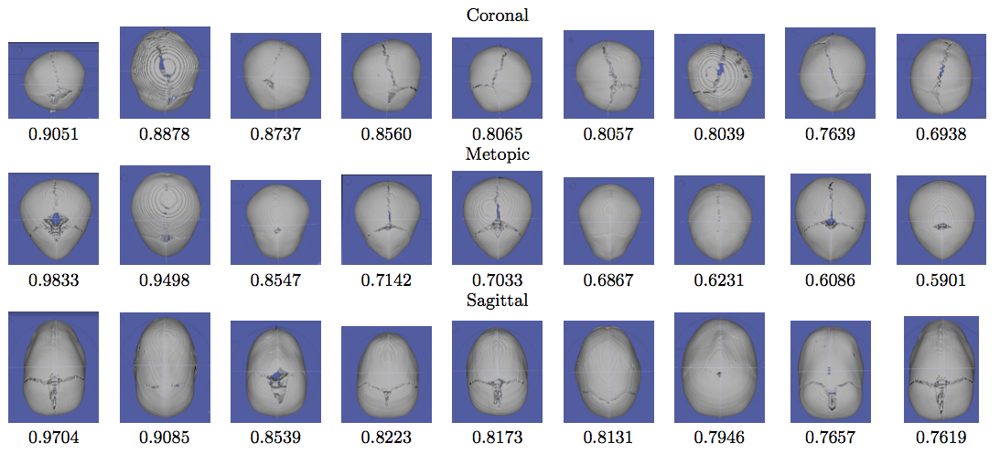 Coronal
0.9051 0.8878 0.8737 0.8560 0.8065 0.8057 0.8039 0.7639 0.6938
Metopic
0.9833 0.9498 0.8547 0.7142 0.7033 0.6867 0.6231 0.6086 0.5901
Sagittal
0.9704 0.9085 0.8539 0.8223 0.8173 0.8131 0.7946 0.7657 0.7619